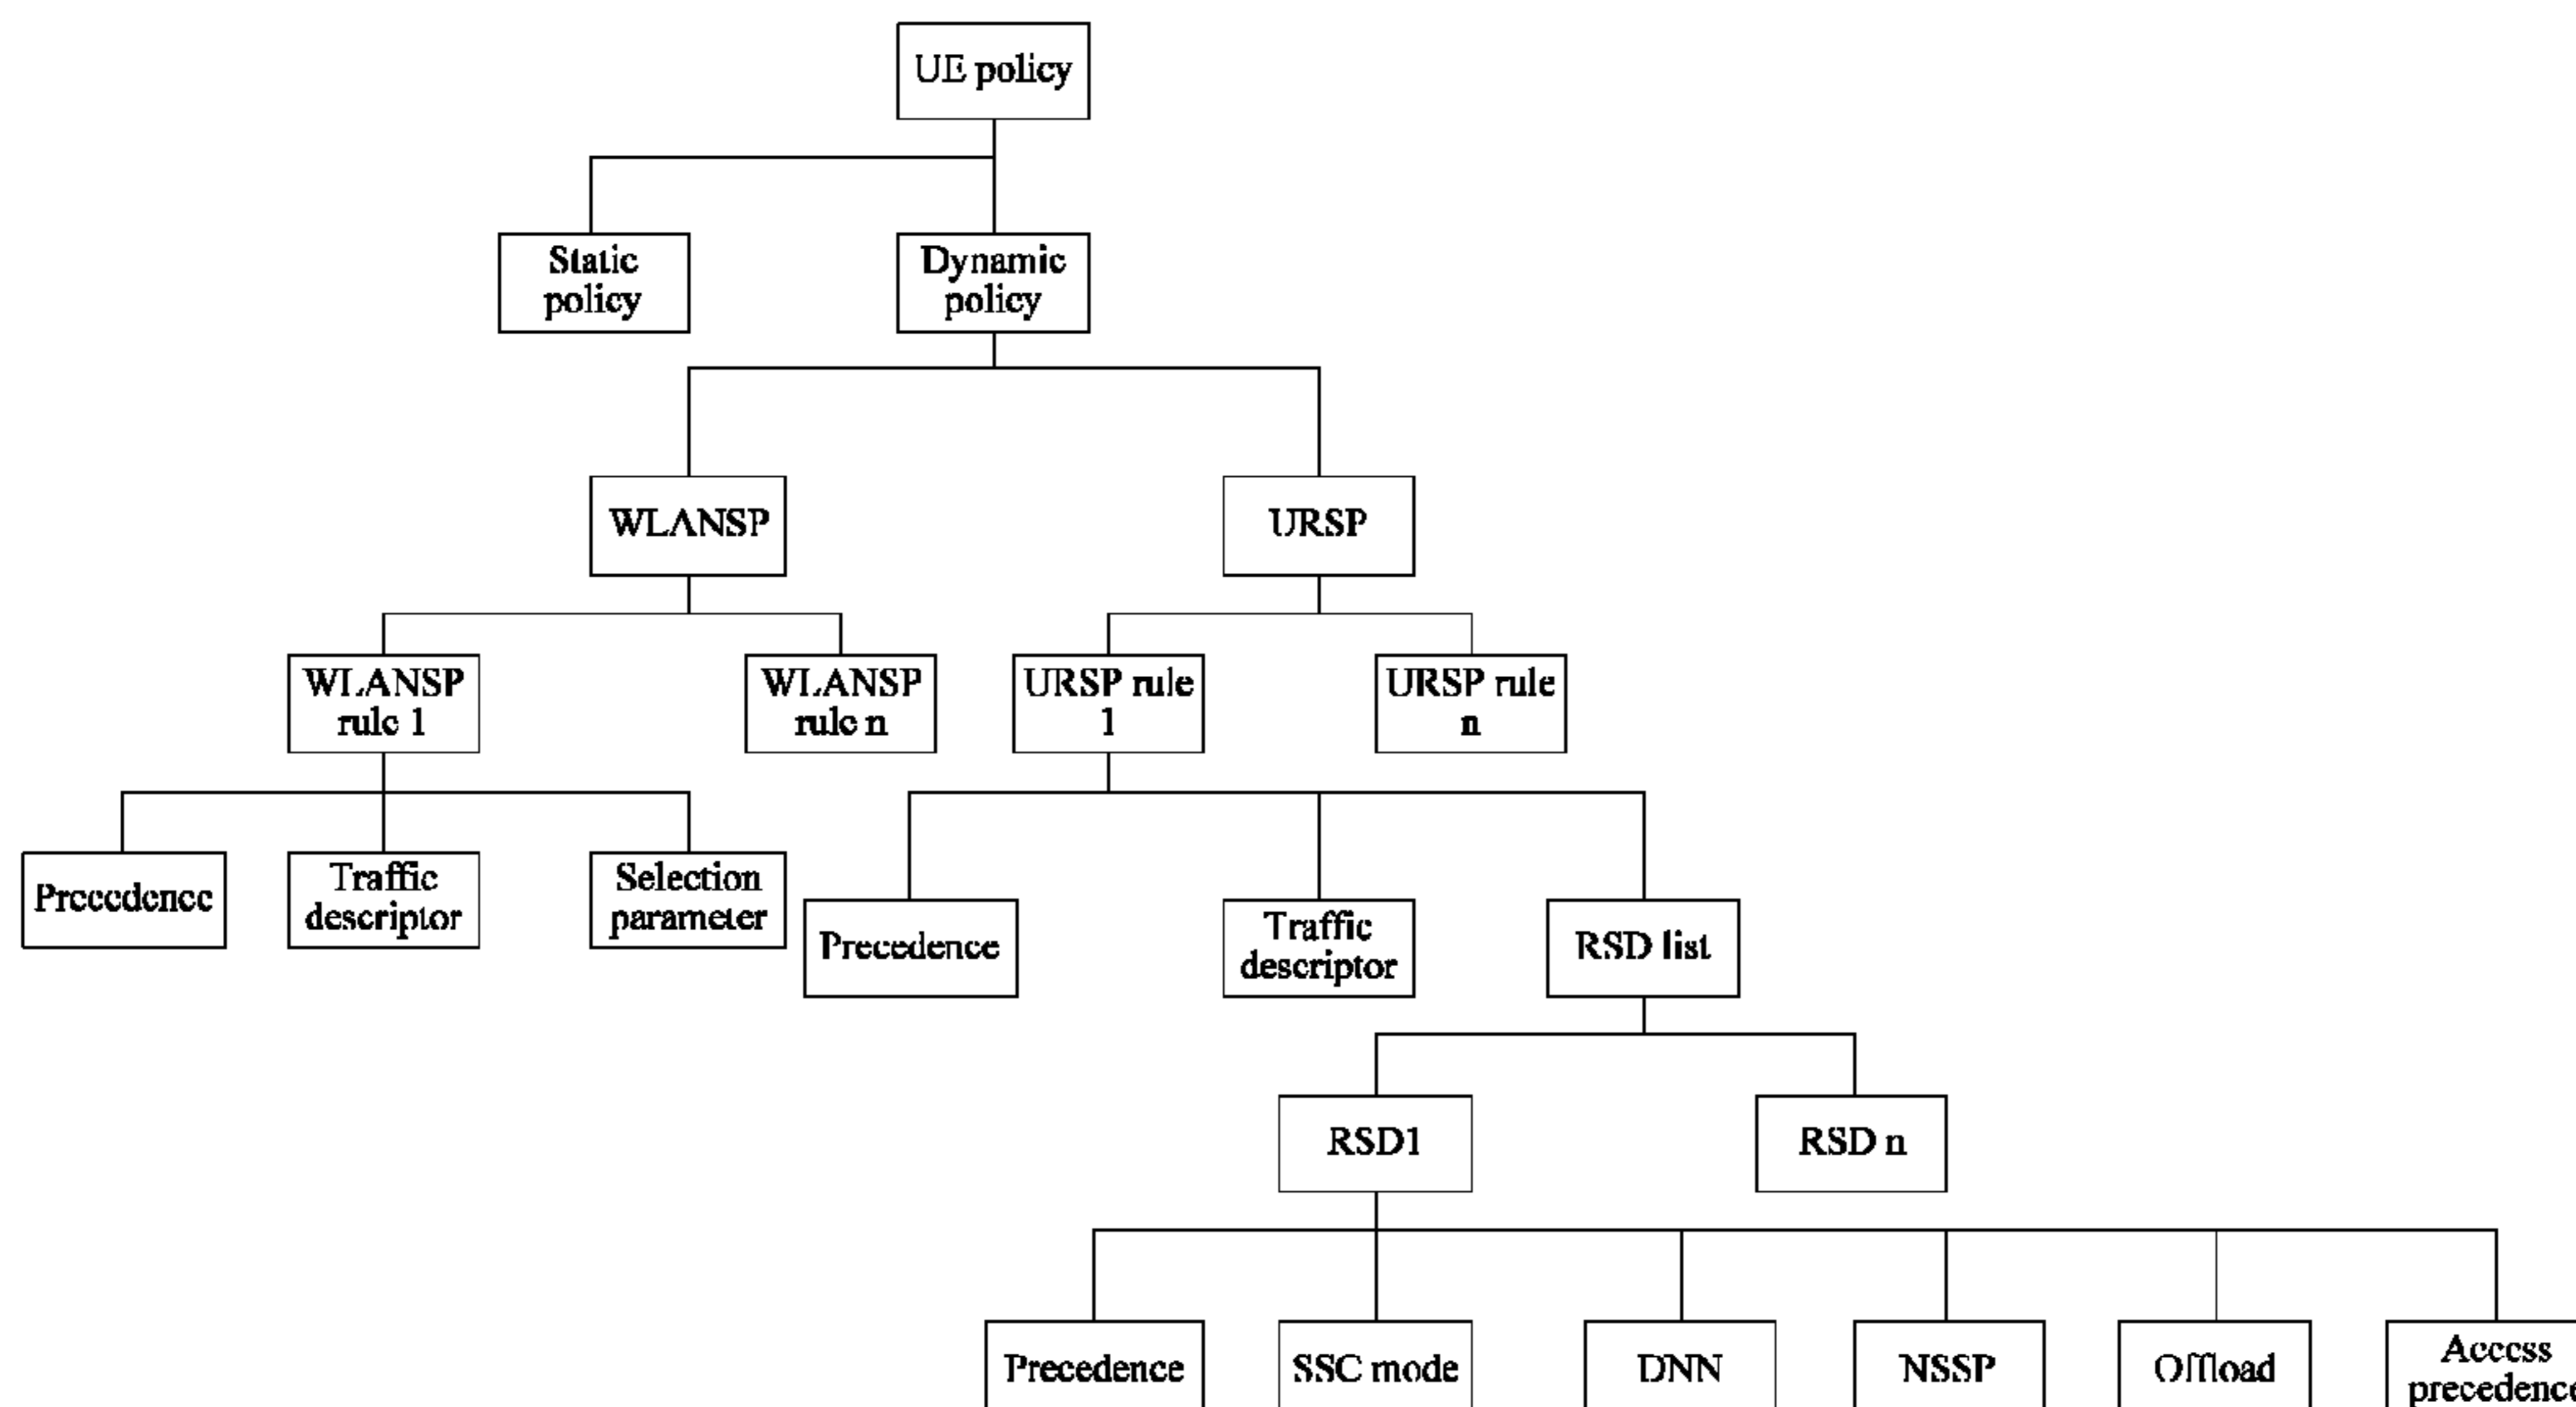 UE policy
Static
policy
Dynamic
policy
WLANSP
URSP
WLANSP
rule 1
WLANSP
rule n
URSP rule
1
URSP rule
n
Precedence
Traffic
descriptor
Selection
parameter
Precedence
Traffic
descriptor
RSD list
RSD1
RSD n
Precedence
SSC mode
DNN
NSSP
Offload
Access
precedence